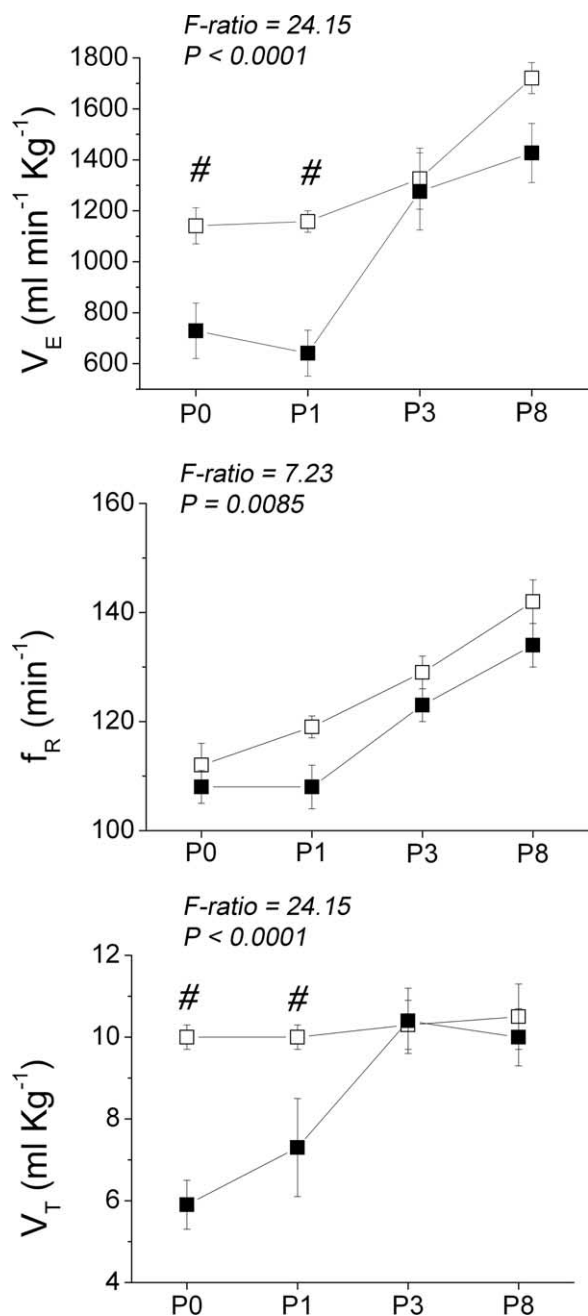 F-ratio = 24.15
P < 0.0001
1800
1600
1400
1200
1000
800
600
V_E (ml min⁻¹ Kg⁻¹)
# #
P0 P1 P3 P8
F-ratio = 7.23
P = 0.0085
160
140
120
100
f_R (min⁻¹)
P0 P1 P3 P8
F-ratio = 24.15
P < 0.0001
12
10
8
6
4
V_T (ml Kg⁻¹)
# #
P0 P1 P3 P8